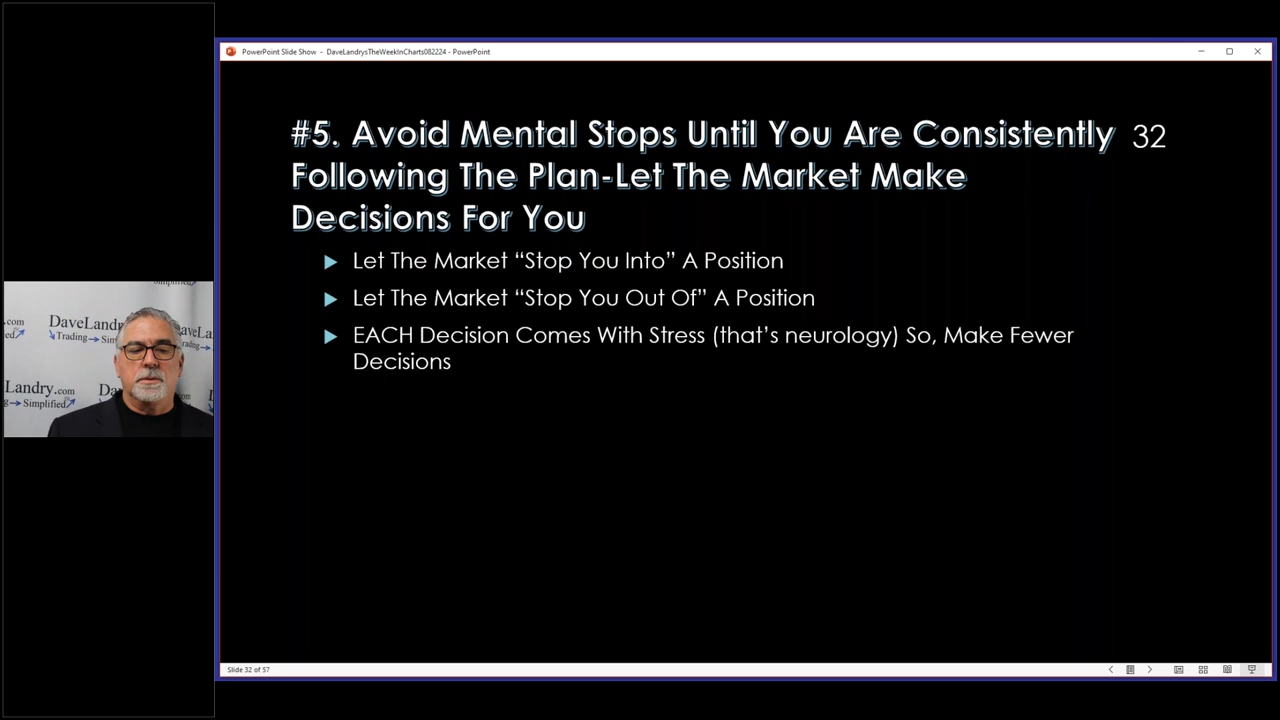 PowerPoint Slide Show - DaveLandrysTheWeekInCharts082224 - PowerPoint
#5. Avoid Mental Stops Until You Are Consistently
32
Following The Plan-Let The Market Make
Decisions For You
Let The Market “Stop You Into” A Position
Let The Market “Stop You Out Of” A Position
EACH Decision Comes With Stress (that’s neurology) So, Make Fewer
Decisions
DaveLandry.com
Trading
Landry.com
Simplified
Slide 32 of 57